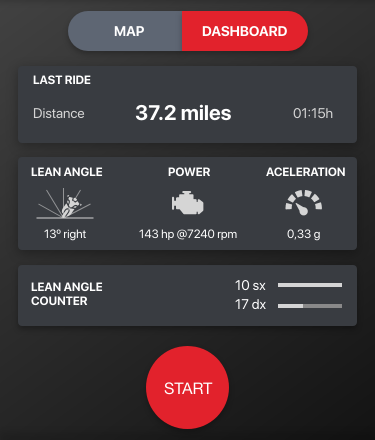 MAP DASHBOARD
LAST RIDE
Distance 37.2 miles 01:15h
LEAN ANGLE POWER ACELERATION
13º right 143 hp @7240 rpm 0,33 g
LEAN ANGLE
COUNTER
10 sx
17 dx
START